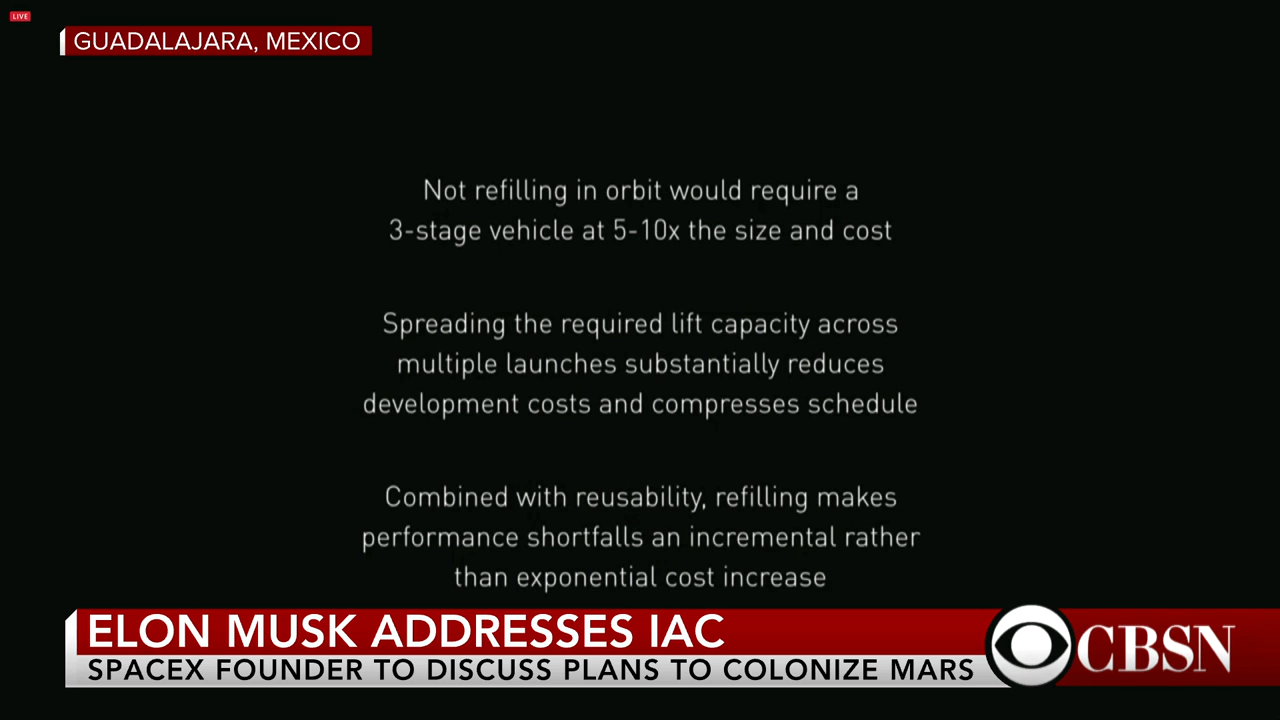 LIVE
GUADALAJARA, MEXICO
Not refilling in orbit would require a
3-stage vehicle at 5-10x the size and cost
Spreading the required lift capacity across
multiple launches substantially reduces
development costs and compresses schedule
Combined with reusability, refilling makes
performance shortfalls an incremental rather
than exponential cost increase
ELON MUSK ADDRESSES IAC
SPACEX FOUNDER TO DISCUSS PLANS TO COLONIZE MARS
CBSN